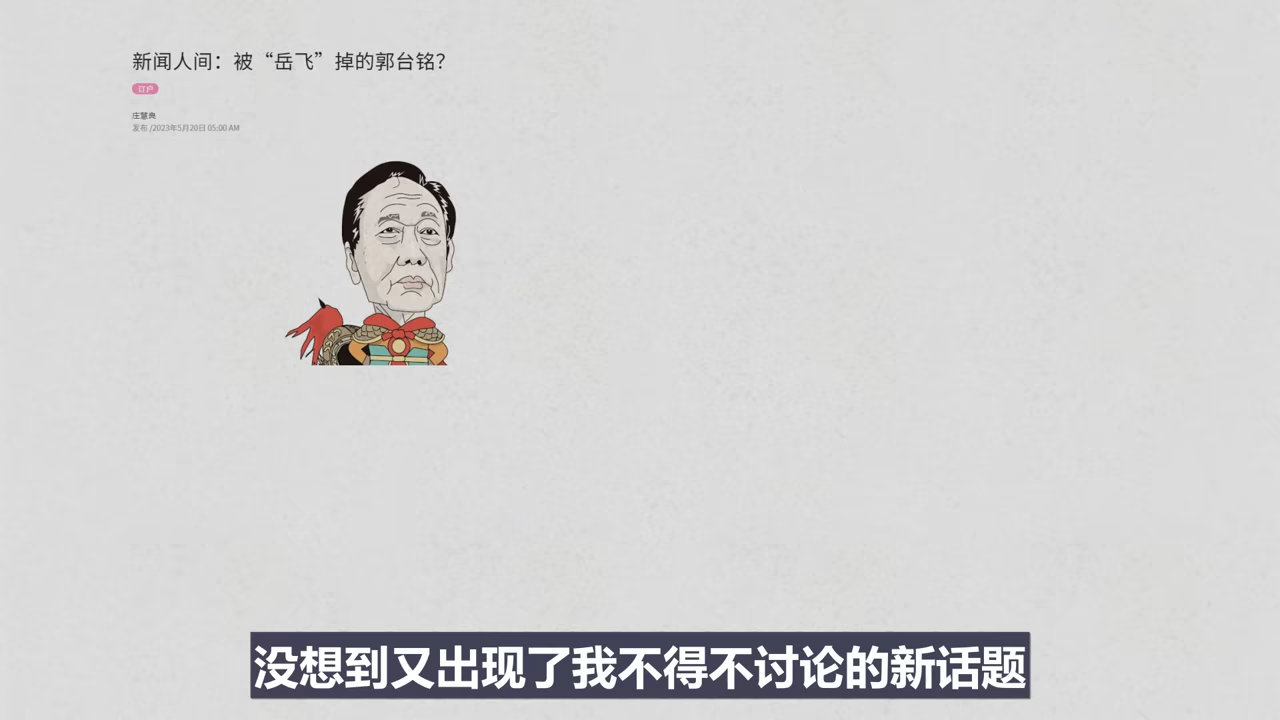 新闻人间：被“岳飞”掉的郭台铭？
订户
庄慧良
发布 /2023年5月20日 05:00 AM
没想到又出现了我不得不讨论的新话题